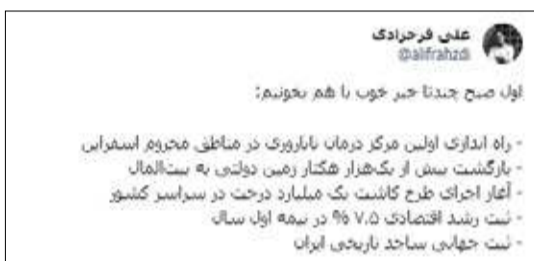 علی فرحزادی
@alifrahzdi
اول صبح چندتا خبر خوب با هم بخونیم:
- راه اندازی اولین مرکز درمان ناباروری در مناطق محروم اسفراین
- بازگشت بیش از یک‌هزار هکتار زمین دولتی به بیت‌المال
- آغاز اجرای طرح کاشت یک میلیارد درخت در سراسر کشور
- ثبت رشد اقتصادی ۷.۵ % در نیمه اول سال
- ثبت جهانی ساجد تاریخی ایران